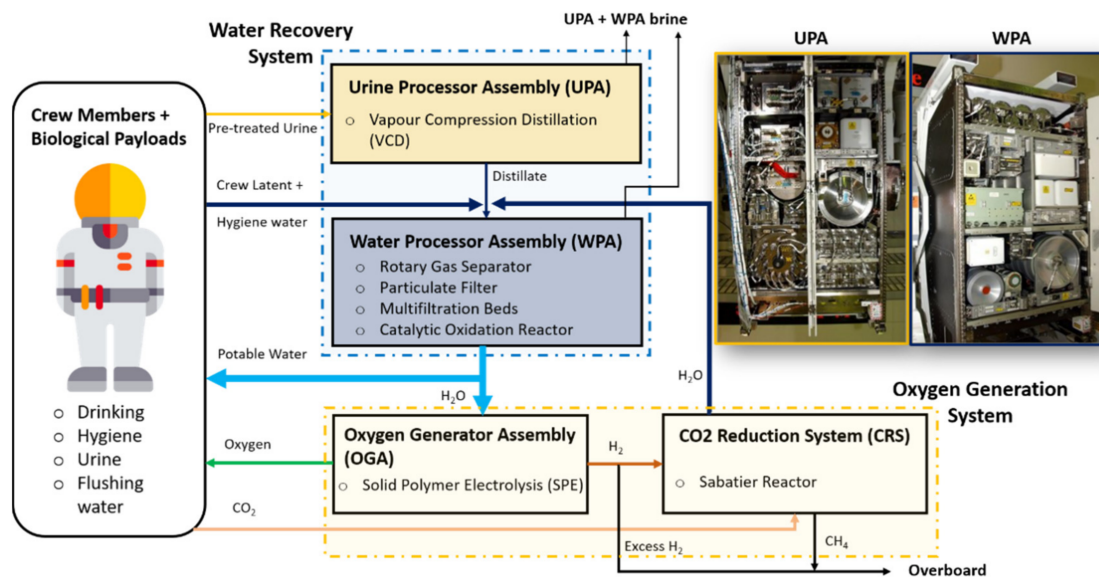 Water Recovery
System
UPA + WPA brine
UPA
WPA
Crew Members +
Biological Payloads
Pre-treated Urine
Urine Processor Assembly (UPA)
○ Vapour Compression Distillation
(VCD)
Crew Latent +
Hygiene water
Distillate
Water Processor Assembly (WPA)
○ Rotary Gas Separator
○ Particulate Filter
○ Multifiltration Beds
○ Catalytic Oxidation Reactor
Potable Water
H₂O
H₂O
Oxygen Generation
System
○ Drinking
○ Hygiene
○ Urine
○ Flushing
water
Oxygen
Oxygen Generator Assembly
(OGA)
○ Solid Polymer Electrolysis (SPE)
H₂
CO2 Reduction System (CRS)
○ Sabatier Reactor
CO₂
Excess H₂
CH₄
Overboard